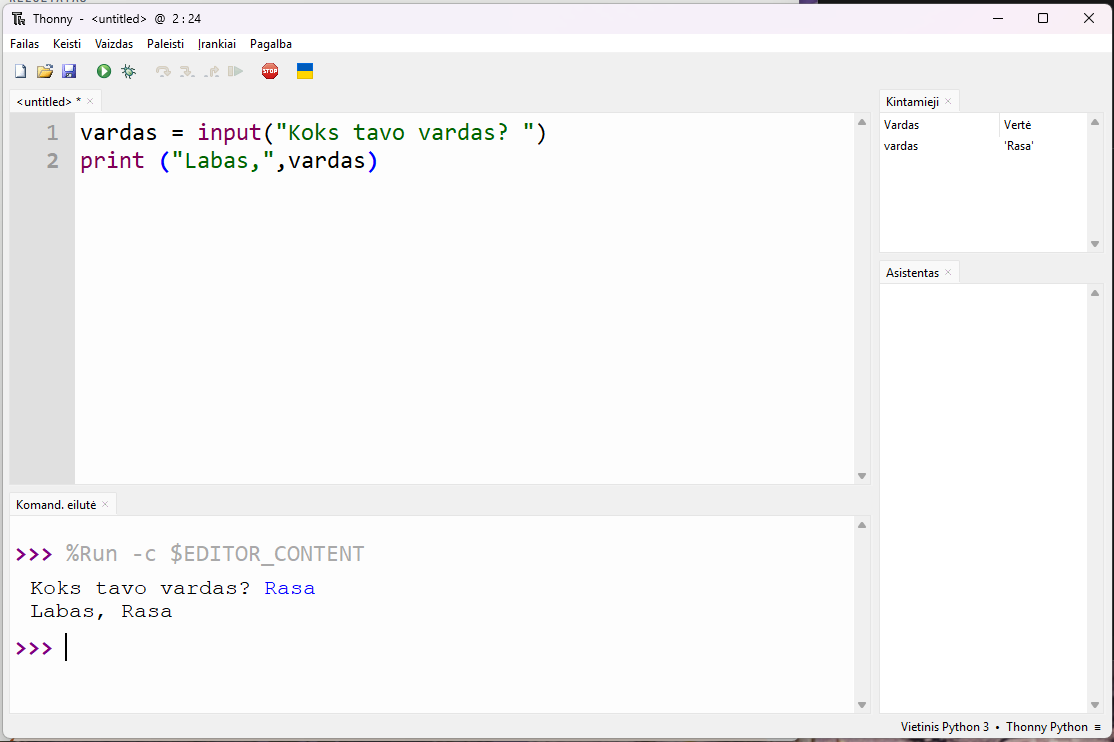 Thonny - <untitled> @ 2 : 24
Failas Keisti Vaizdas Paleisti Įrankiai Pagalba
STOP
<untitled> * ×
1 vardas = input("Koks tavo vardas? ")
2 print ("Labas,",vardas)
Komand. eilutė ×
>>> %Run -c $EDITOR_CONTENT
Koks tavo vardas? Rasa
Labas, Rasa
>>>
Kintamieji ×
Vardas Vertė
vardas 'Rasa'
Asistentas ×
Vietinis Python 3 • Thonny Python ≡